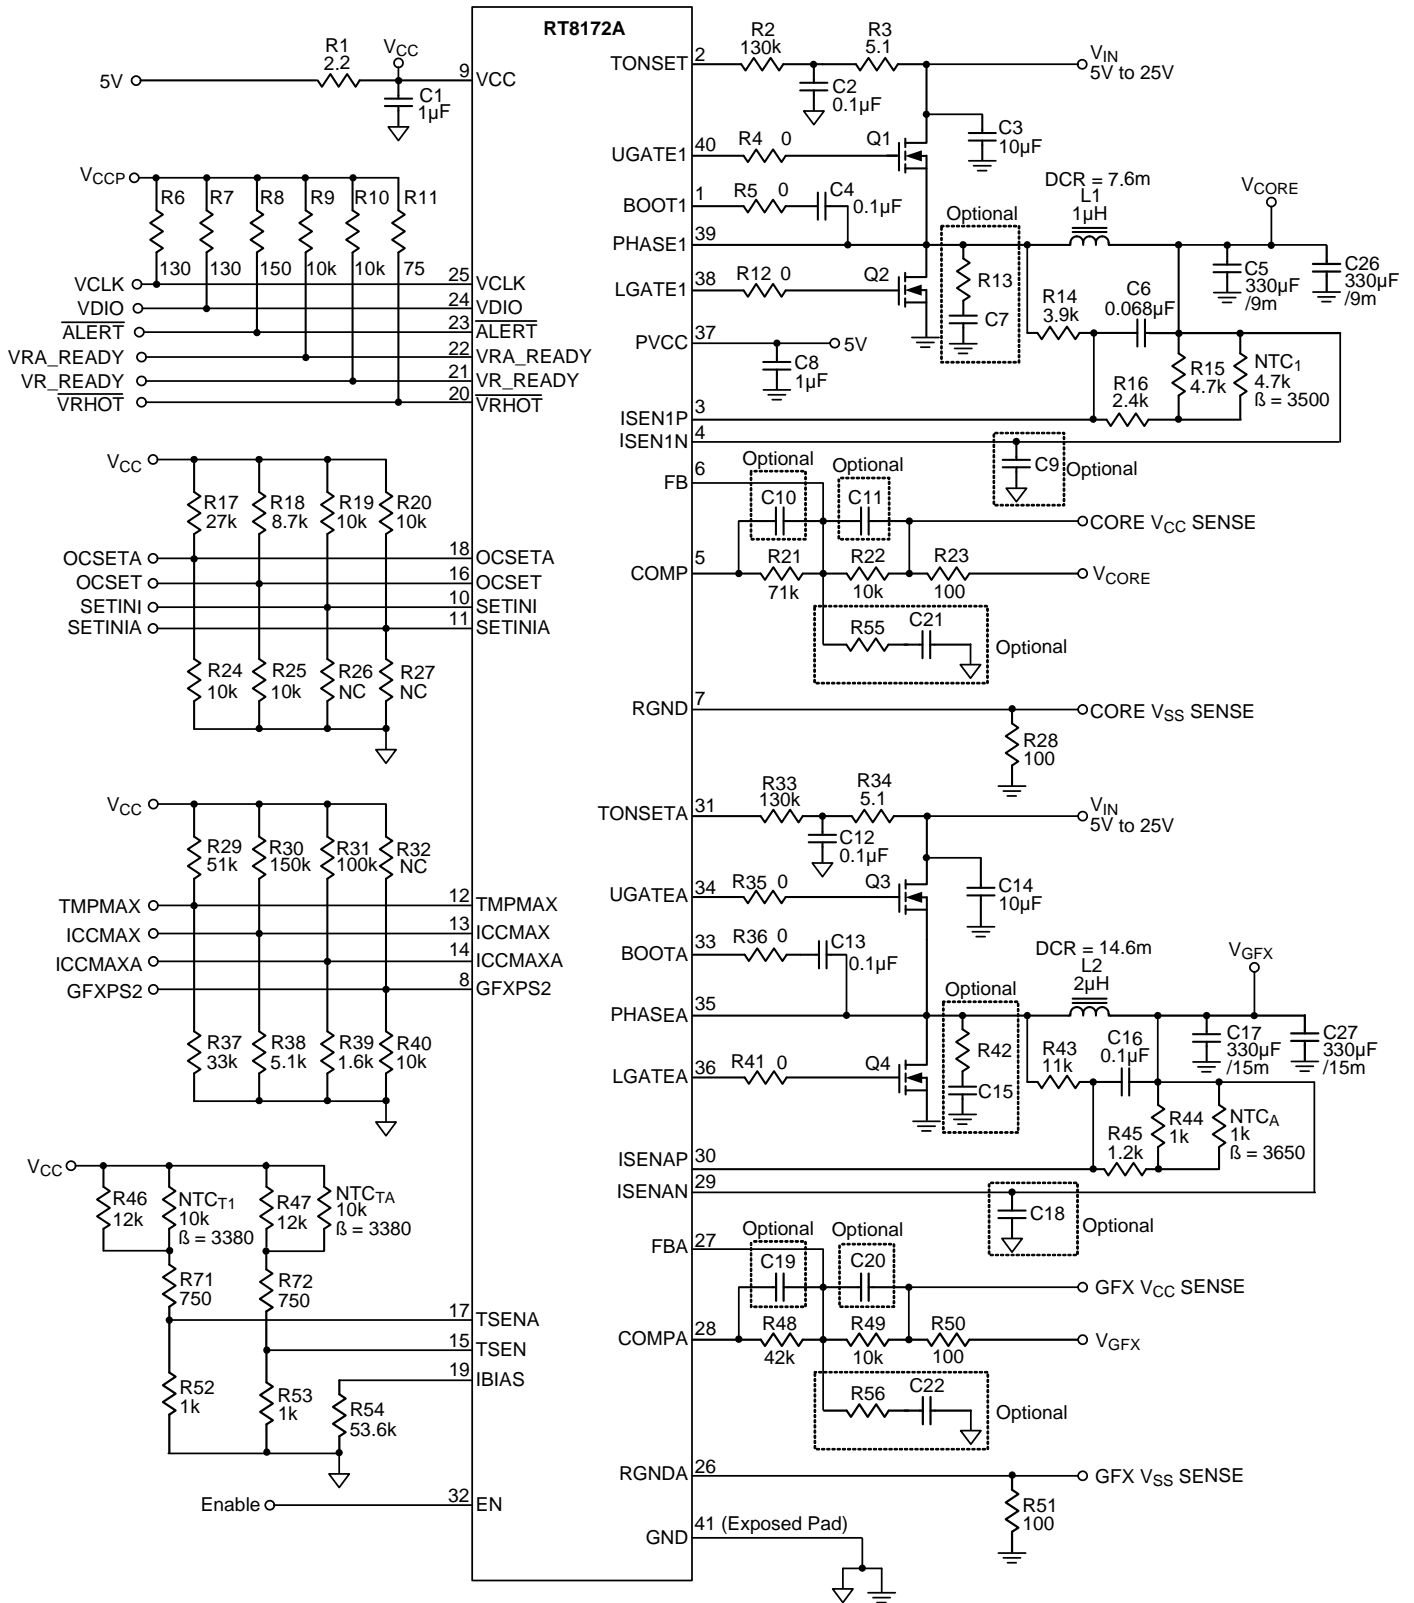 RT8172A
R1
2.2
VCC
5V
9
VCC
C1
1µF
VCCP
R6
R7
R8
R9
R10
R11
130
130
150
10k
10k
75
VCLK
25
VCLK
VDIO
24
VDIO
ALERT
23
ALERT
VRA_READY
22
VRA_READY
VR_READY
21
VR_READY
VRHOT
20
VRHOT
VCC
R17
27k
R18
8.7k
R19
10k
R20
10k
OCSETA
18
OCSETA
OCSET
16
OCSET
SETINI
10
SETINI
SETINIA
11
SETINIA
R24
10k
R25
10k
R26
NC
R27
NC
VCC
R29
51k
R30
150k
R31
100k
R32
NC
TMPMAX
12
TMPMAX
ICCMAX
13
ICCMAX
ICCMAXA
14
ICCMAXA
GFXPS2
8
GFXPS2
R37
33k
R38
5.1k
R39
1.6k
R40
10k
VCC
R46
12k
NTCT1
10k
ß = 3380
R47
12k
NTCTA
10k
ß = 3380
R71
750
R72
750
17
TSENA
15
TSEN
19
IBIAS
R52
1k
R53
1k
R54
53.6k
Enable
32
EN
TONSET
2
R2
130k
R3
5.1
VIN
5V to 25V
C2
0.1µF
C3
10µF
UGATE1
40
R4 0
Q1
BOOT1
1
R5 0
C4
0.1µF
PHASE1
39
Optional
R13
C7
DCR = 7.6m
L1
1µH
VCORE
C5
330µF
/9m
C26
330µF
/9m
LGATE1
38
R12 0
Q2
R14
3.9k
C6
0.068µF
PVCC
37
5V
C8
1µF
R16
2.4k
R15
4.7k
NTC1
4.7k
ß = 3500
ISEN1P
3
ISEN1N
4
C9
Optional
FB
6
Optional
C10
Optional
C11
CORE VCC SENSE
COMP
5
R21
71k
R22
10k
R23
100
VCORE
R55
C21
Optional
RGND
7
CORE VSS SENSE
R28
100
TONSETA
31
R33
130k
R34
5.1
VIN
5V to 25V
C12
0.1µF
C14
10µF
UGATEA
34
R35 0
Q3
BOOTA
33
R36 0
C13
0.1µF
PHASEA
35
Optional
R42
C15
DCR = 14.6m
L2
2µH
VGFX
C17
330µF
/15m
C27
330µF
/15m
LGATEA
36
R41 0
Q4
R43
11k
C16
0.1µF
R45
1.2k
R44
1k
NTCA
1k
ß = 3650
ISENAP
30
ISENAN
29
C18
Optional
FBA
27
Optional
C19
Optional
C20
GFX VCC SENSE
COMPA
28
R48
42k
R49
10k
R50
100
VGFX
R56
C22
Optional
RGNDA
26
GFX VSS SENSE
R51
100
GND
41 (Exposed Pad)